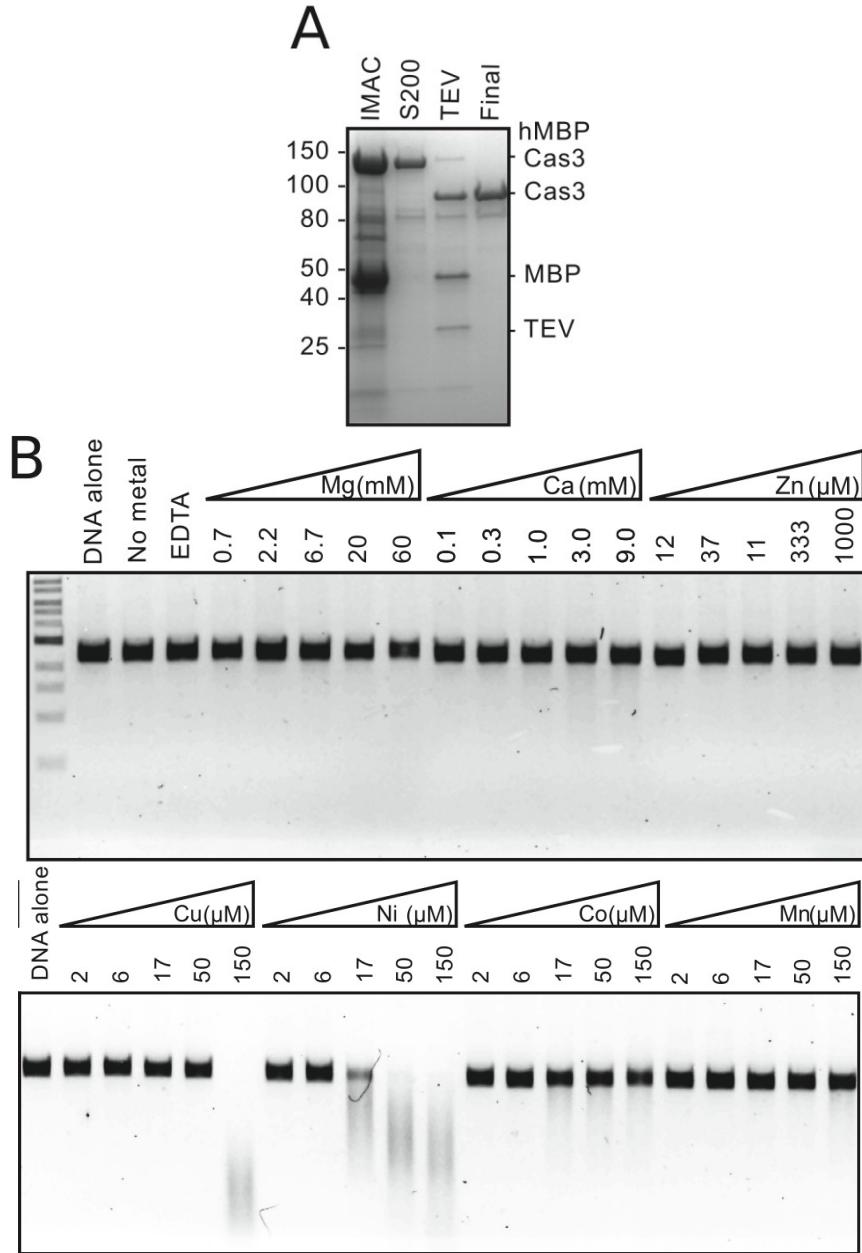 A
IMAC
S200
TEV
Final
hMBP
150 - - Cas3
100 - - Cas3
80 -
50 - - MBP
40 -
- TEV
25 -
B
DNA alone
No metal
EDTA
Mg(mM)
Ca (mM)
Zn (µM)
0.7 2.2 6.7 20 60 0.1 0.3 1.0 3.0 9.0 12 37 11 333 1000
DNA alone
Cu(µM)
Ni (µM)
Co(µM)
Mn(µM)
2 6 17 50 150 2 6 17 50 150 2 6 17 50 150 2 6 17 50 150